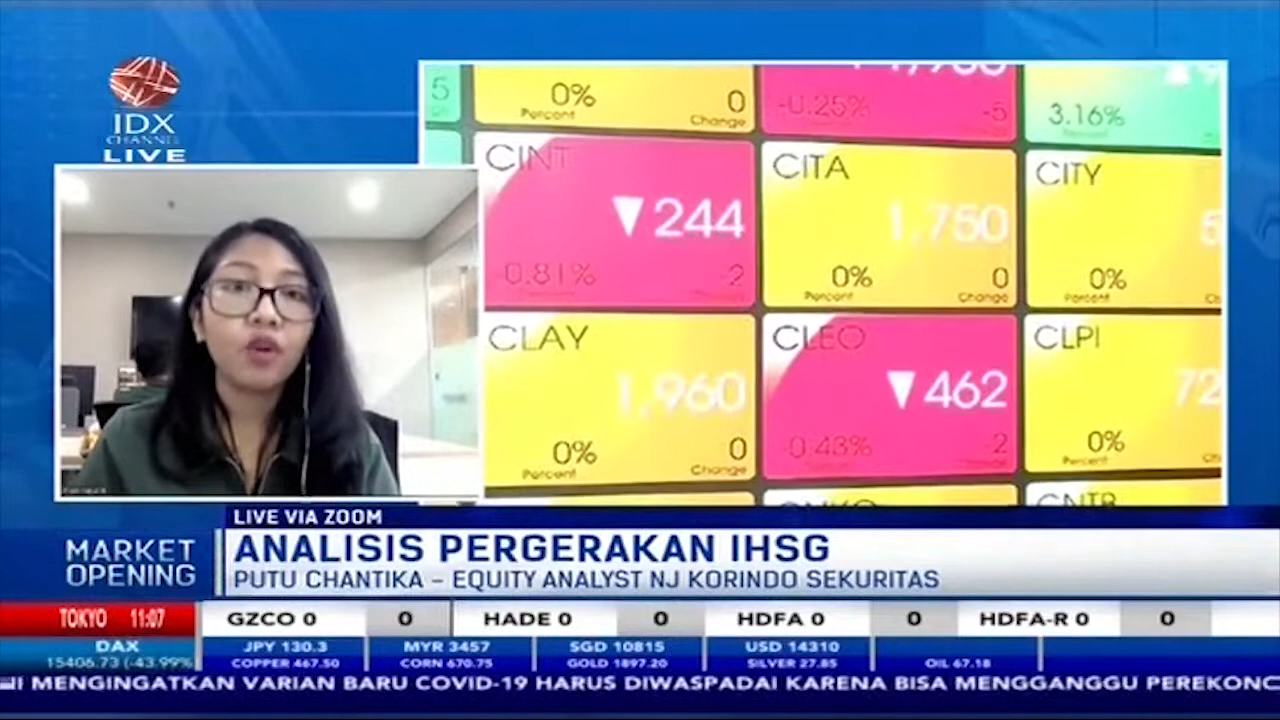 IDX
CHANNEL
LIVE
5
0%
Percent
0
Change
-0.25%
-5
3.16%
CINT
▼244
-0.81%
-2
CITA
1,750
0%
Percent
0
Change
CITY
5
0%
Percent
CLAY
1,960
0%
Percent
0
Change
CLEO
▼462
-0.43%
-2
CLPI
72
0%
Percent
CNTR
LIVE VIA ZOOM
MARKET OPENING
ANALISIS PERGERAKAN IHSG
PUTU CHANTIKA – EQUITY ANALYST NJ KORINDO SEKURITAS
TOKYO 11:07
GZCO 0 0 HADE 0 0 HDFA 0 0 HDFA-R 0 0
DAX JPY 130.3 MYR 3457 SGD 10815 USD 14310
15406.73 (-43.99%) COPPER 467.50 CORN 670.75 GOLD 1897.20 SILVER 27.85 OIL 67.18
MENGINGATKAN VARIAN BARU COVID-19 HARUS DIWASPADAI KARENA BISA MENGGANGGU PEREKONC